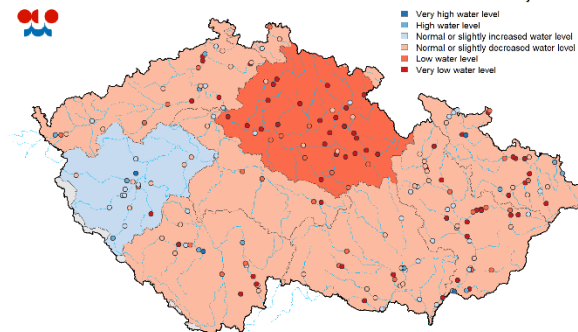 Very high water level
High water level
Normal or slightly increased water level
Normal or slightly decreased water level
Low water level
Very low water level